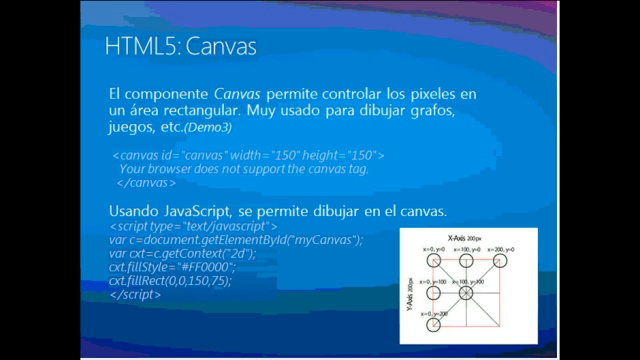 HTML5: Canvas
El componente Canvas permite controlar los pixeles en
un área rectangular. Muy usado para dibujar grafos,
juegos, etc.(Demo3)
<canvas id="canvas" width="150" height="150">
Your browser does not support the canvas tag.
</canvas>
Usando JavaScript, se permite dibujar en el canvas.
<script type="text/javascript">
var c=document.getElementById("myCanvas");
var cxt=c.getContext("2d");
cxt.fillStyle="#FF0000";
cxt.fillRect(0,0,150,75);
</script>
X-Axis 200px
x=0, y=0 x=100, y=0 x=200, y=0
Y-Axis 200px
x=0, y=100 x=100, y=100
x=0, y=200